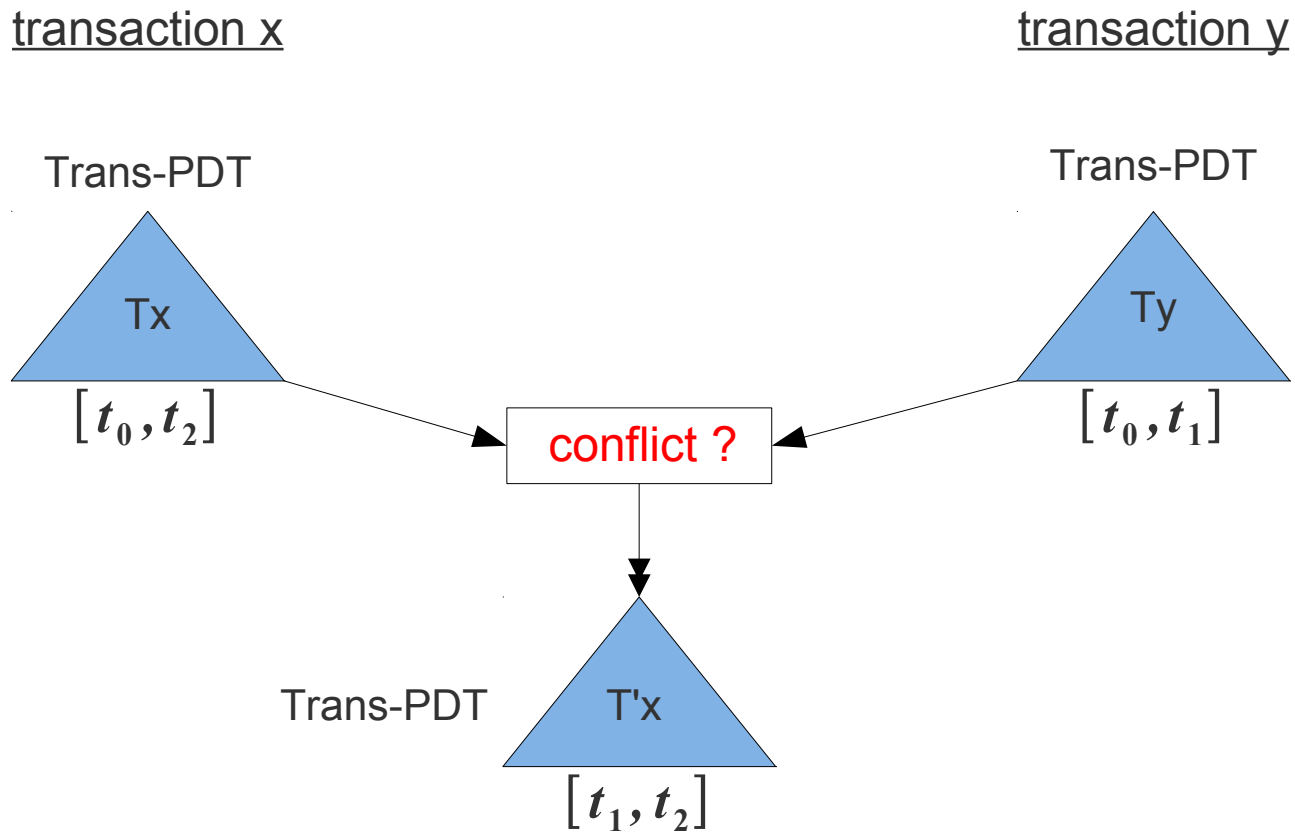 transaction x
transaction y
Trans-PDT
Trans-PDT
Tx
Ty
[t₀, t₂]
[t₀, t₁]
conflict ?
Trans-PDT
T'x
[t₁, t₂]